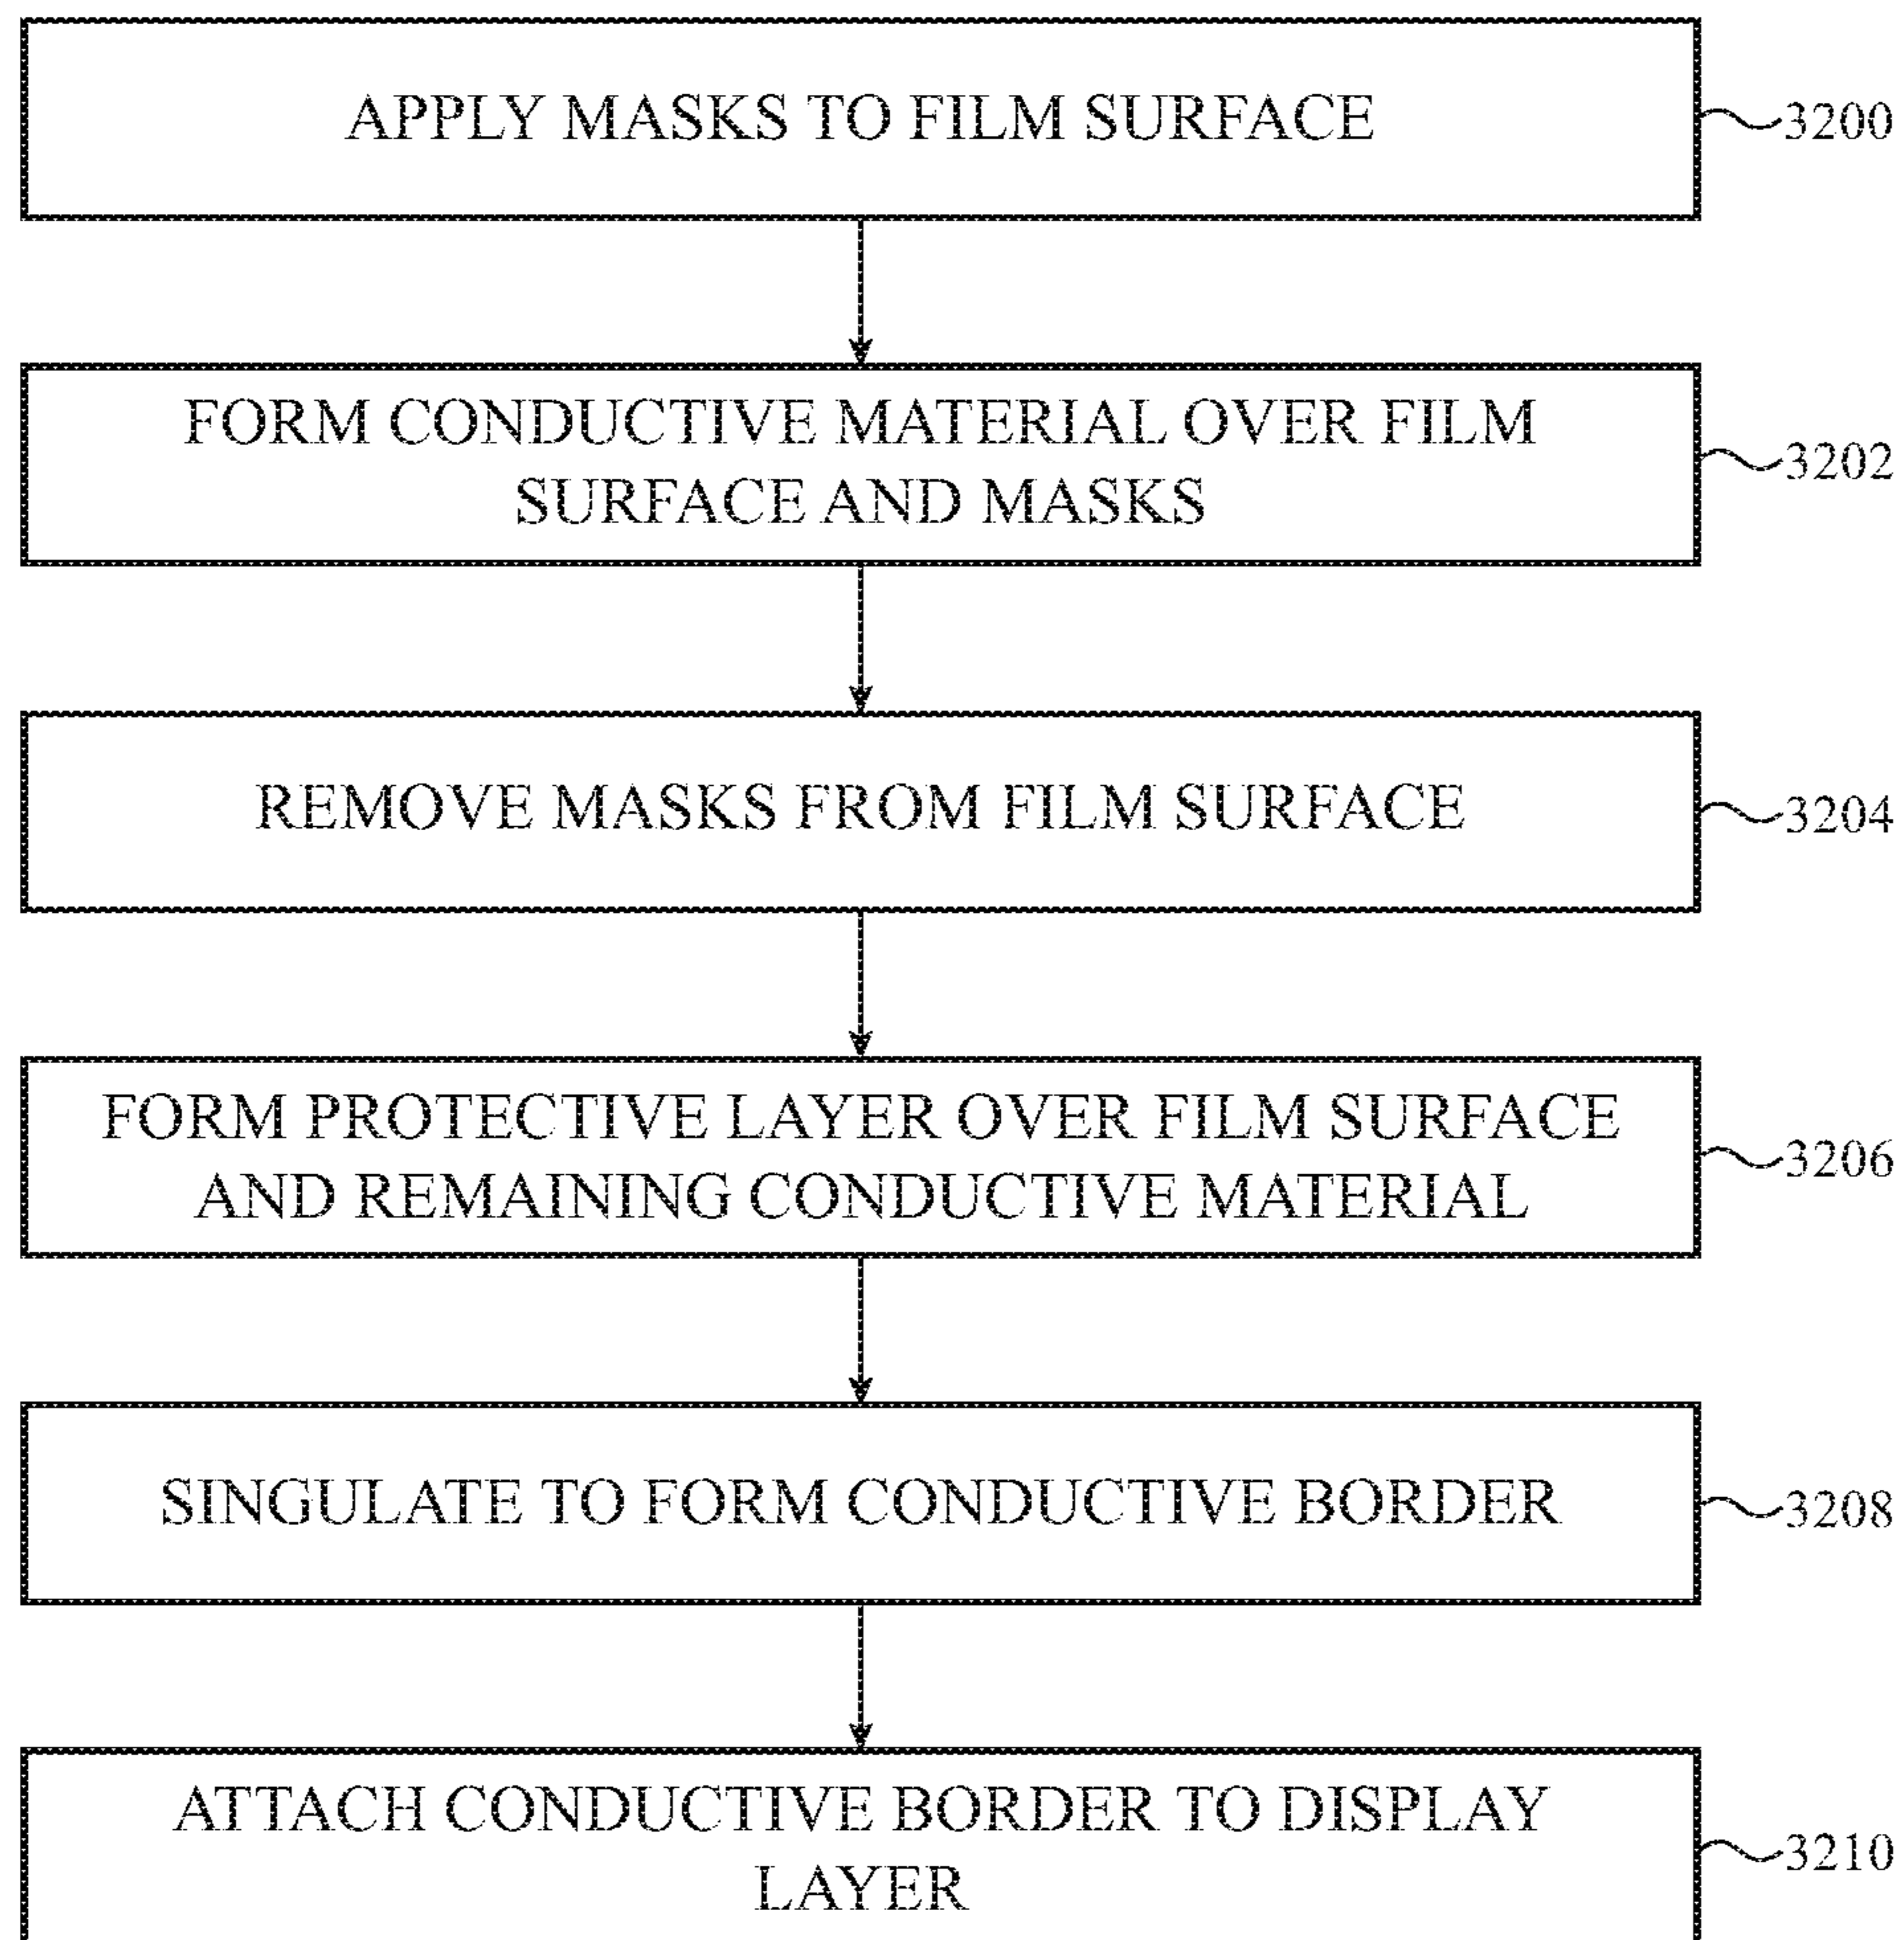 APPLY MASKS TO FILM SURFACE
3200
FORM CONDUCTIVE MATERIAL OVER FILM
SURFACE AND MASKS
3202
REMOVE MASKS FROM FILM SURFACE
3204
FORM PROTECTIVE LAYER OVER FILM SURFACE
AND REMAINING CONDUCTIVE MATERIAL
3206
SINGULATE TO FORM CONDUCTIVE BORDER
3208
ATTACH CONDUCTIVE BORDER TO DISPLAY
LAYER
3210